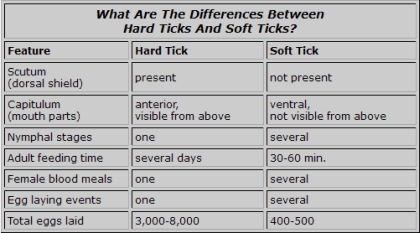 What Are The Differences Between
Hard Ticks And Soft Ticks?
Feature Hard Tick Soft Tick
Scutum
(dorsal shield) present not present
Capitulum
(mouth parts) anterior,
visible from above ventral,
not visible from above
Nymphal stages one several
Adult feeding time several days 30-60 min.
Female blood meals one several
Egg laying events one several
Total eggs laid 3,000-8,000 400-500